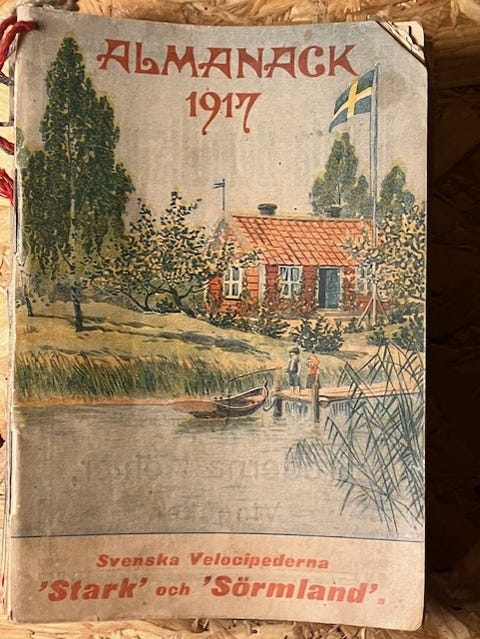 ALMANACK
1917
Svenska Velocipederna
'Stark' och 'Sörmland'.